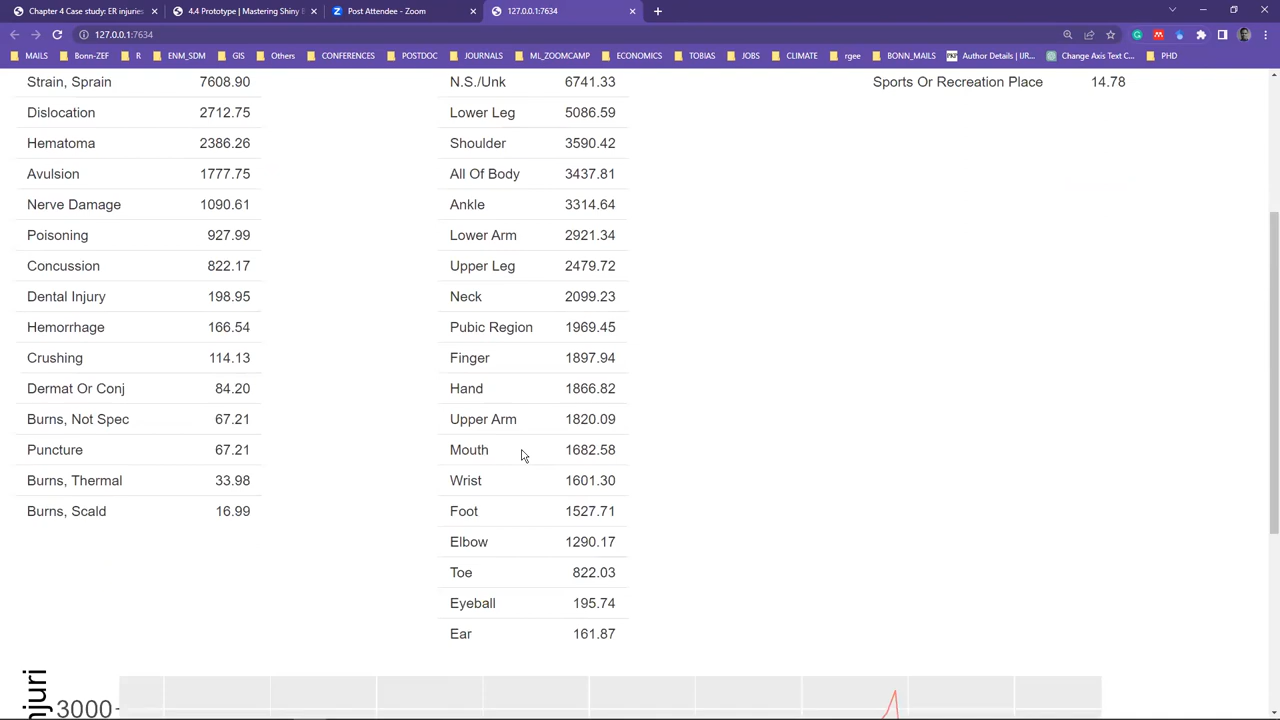 Chapter 4 Case study: ER injuries
4.4 Prototype | Mastering Shiny
Post Attendee - Zoom
127.0.0.1:7634
127.0.0.1:7634
MAILS
Bonn-ZEF
R
ENM_SDM
GIS
Others
CONFERENCES
POSTDOC
JOURNALS
ML_ZOOMCAMP
ECONOMICS
TOBIAS
JOBS
CLIMATE
rgee
BONN_MAILS
Author Details | IJR...
Change Axis Text C...
PHD
Strain, Sprain 7608.90
Dislocation 2712.75
Hematoma 2386.26
Avulsion 1777.75
Nerve Damage 1090.61
Poisoning 927.99
Concussion 822.17
Dental Injury 198.95
Hemorrhage 166.54
Crushing 114.13
Dermat Or Conj 84.20
Burns, Not Spec 67.21
Puncture 67.21
Burns, Thermal 33.98
Burns, Scald 16.99
N.S./Unk 6741.33
Lower Leg 5086.59
Shoulder 3590.42
All Of Body 3437.81
Ankle 3314.64
Lower Arm 2921.34
Upper Leg 2479.72
Neck 2099.23
Pubic Region 1969.45
Finger 1897.94
Hand 1866.82
Upper Arm 1820.09
Mouth 1682.58
Wrist 1601.30
Foot 1527.71
Elbow 1290.17
Toe 822.03
Eyeball 195.74
Ear 161.87
Sports Or Recreation Place 14.78
njuri
3000